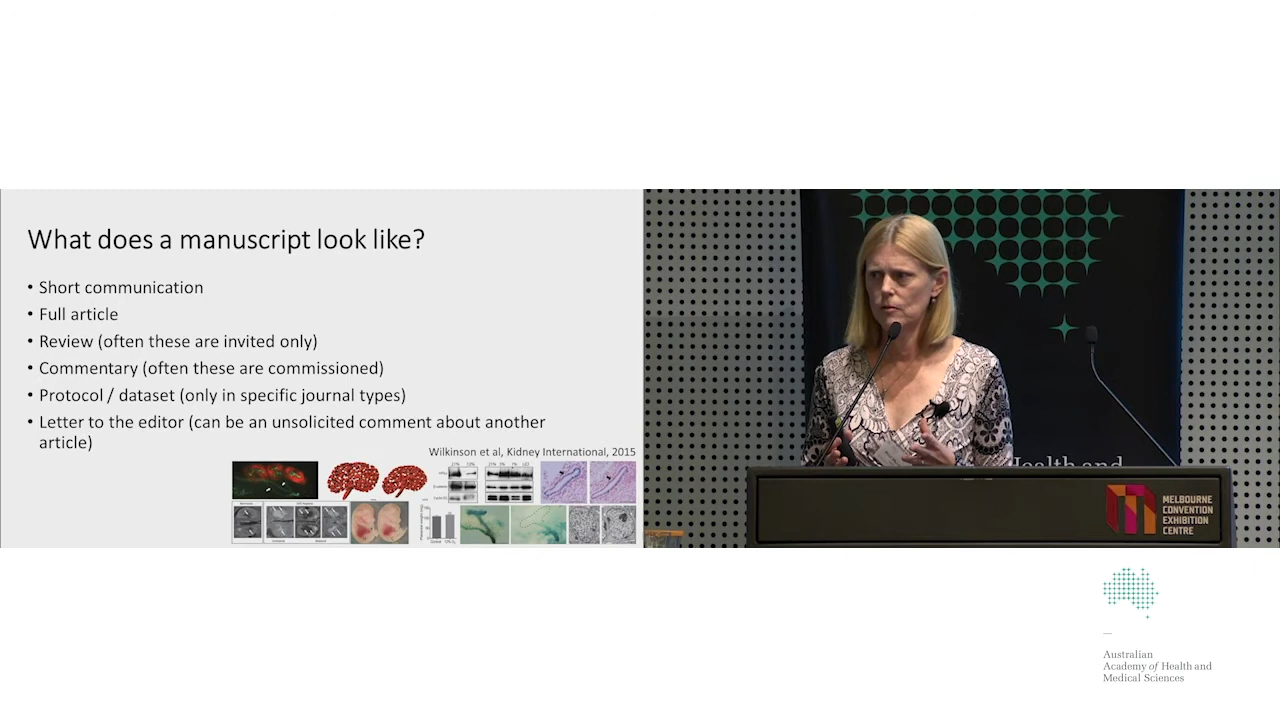 What does a manuscript look like?
• Short communication
• Full article
• Review (often these are invited only)
• Commentary (often these are commissioned)
• Protocol / dataset (only in specific journal types)
• Letter to the editor (can be an unsolicited comment about another
article)
Wilkinson et al, Kidney International, 2015
Health and
MELBOURNE
CONVENTION
EXHIBITION
CENTRE
Australian
Academy of Health and
Medical Sciences